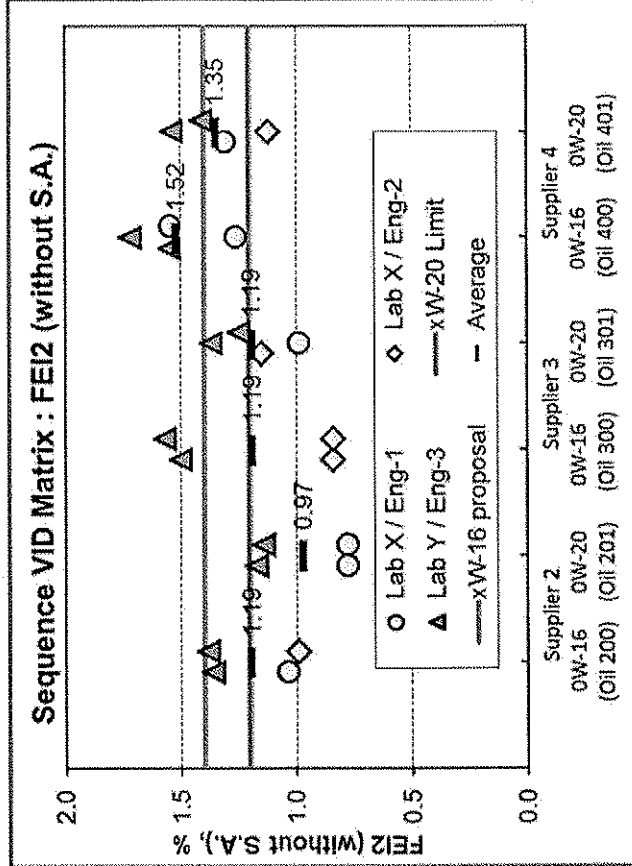 Sequence VID Matrix : FEI2 (without S.A.)
FEI2 (without S.A.), %
2.0
1.5
1.0
0.5
0.0
1.19
0.97
1.19
1.19
1.52
1.35
Lab X / Eng-1
Lab X / Eng-2
Lab Y / Eng-3
xW-20 Limit
xW-16 proposal
Average
Supplier 2
Supplier 3
Supplier 4
0W-16 0W-20 0W-16 0W-20 0W-16 0W-20
(Oil 200) (Oil 201) (Oil 300) (Oil 301) (Oil 400) (Oil 401)